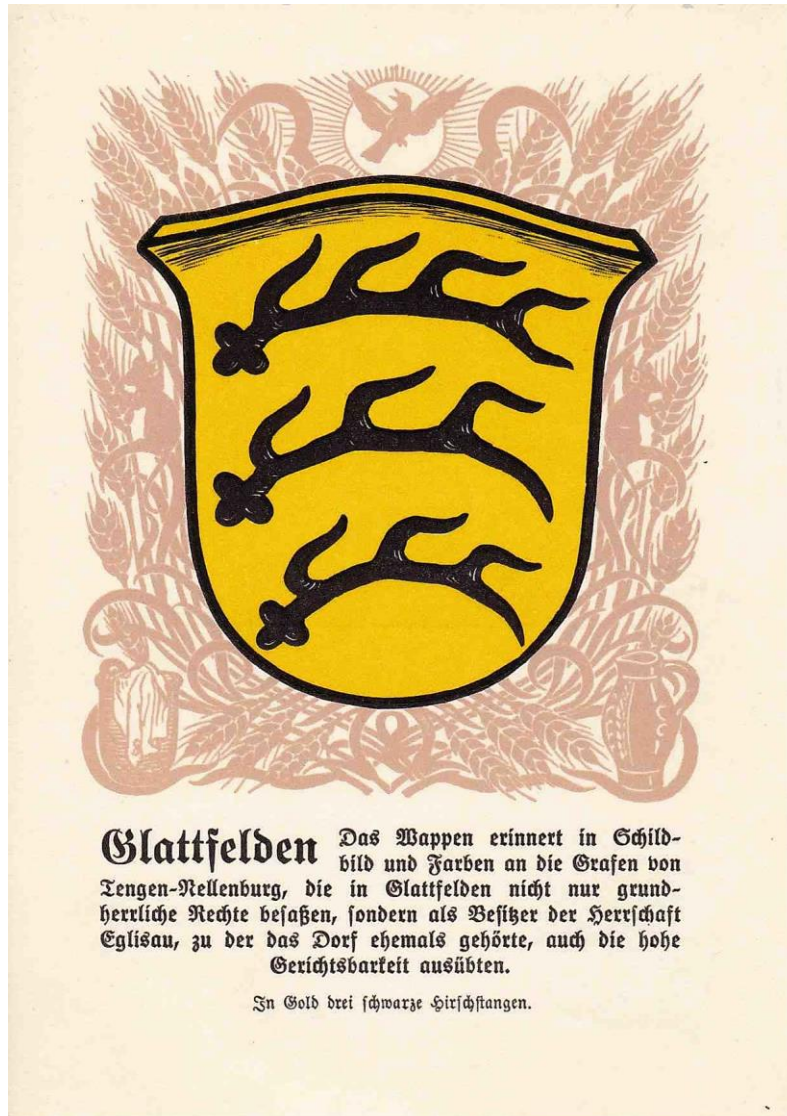 Glattfelden Das Wappen erinnert in Schild-
bild und Farben an die Grafen von
Tengen-Nellenburg, die in Glattfelden nicht nur grund-
herrliche Rechte besaßen, sondern als Besitzer der Herrschaft
Eglisau, zu der das Dorf ehemals gehörte, auch die hohe
Gerichtsbarkeit ausübten.
In Gold drei schwarze Hirschstangen.